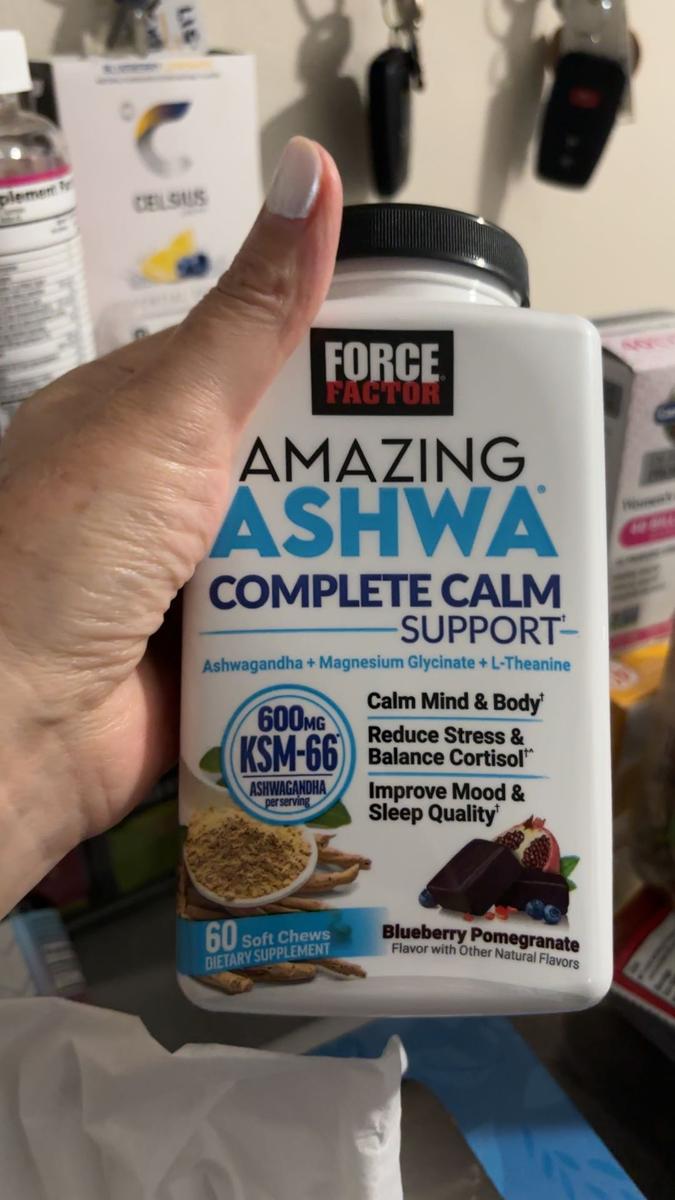 CELSIUS
plement
FORCE
FACTOR
AMAZING
ASHWA®
COMPLETE CALM
SUPPORT†
Ashwagandha + Magnesium Glycinate + L-Theanine
600MG
KSM-66
ASHWAGANDHA
per serving
Calm Mind & Body†
Reduce Stress &
Balance Cortisol†^
Improve Mood &
Sleep Quality†
60 Soft Chews
DIETARY SUPPLEMENT
Blueberry Pomegranate
Flavor with Other Natural Flavors